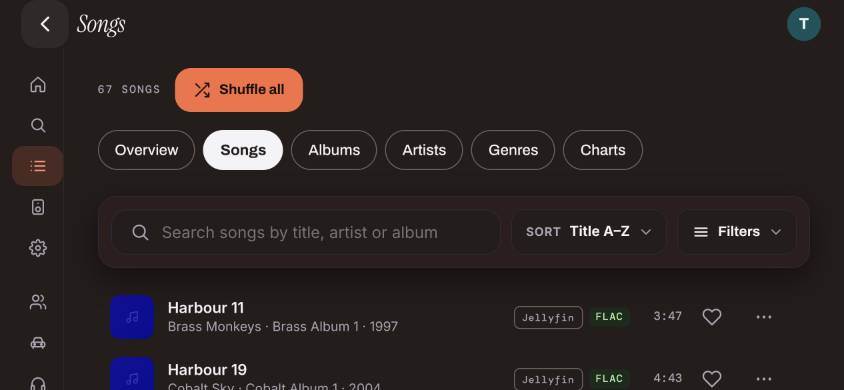 Songs
T
67 SONGS
Shuffle all
Overview
Songs
Albums
Artists
Genres
Charts
Search songs by title, artist or album
SORT Title A–Z
Filters
Harbour 11
Brass Monkeys · Brass Album 1 · 1997
Jellyfin
FLAC
3:47
Harbour 19
Cobalt Sky · Cobalt Album 1 · 2004
Jellyfin
FLAC
4:43